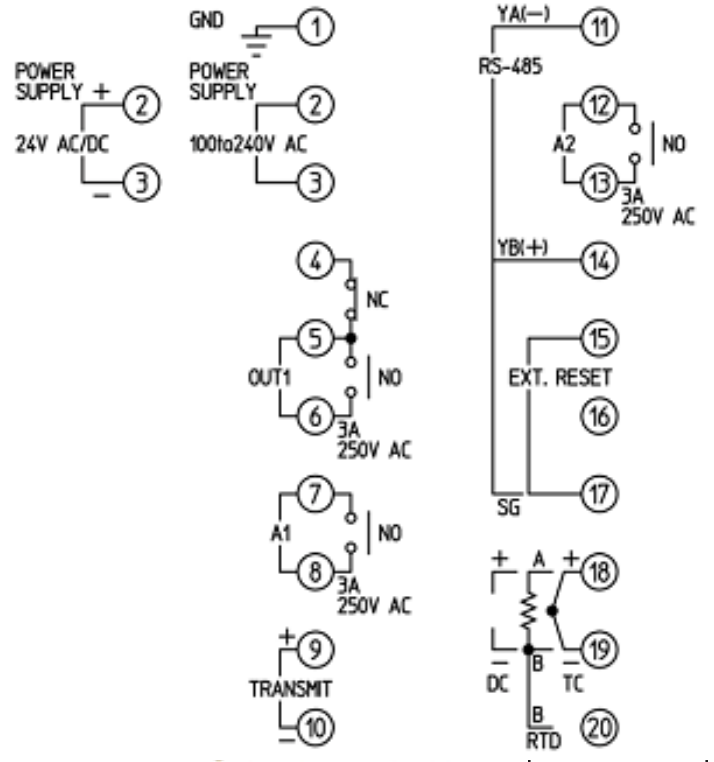 GND
1
POWER
SUPPLY +
2
24V AC/DC
3
−
POWER
SUPPLY
2
100to240V AC
3
4
NC
5
OUT1
NO
6
3A
250V AC
7
A1
NO
8
3A
250V AC
+
9
TRANSMIT
−
10
YA(−)
11
RS-485
12
A2
NO
13
3A
250V AC
YB(+)
14
15
EXT. RESET
16
17
SG
+ A +
18
19
− B −
DC TC
B
20
RTD